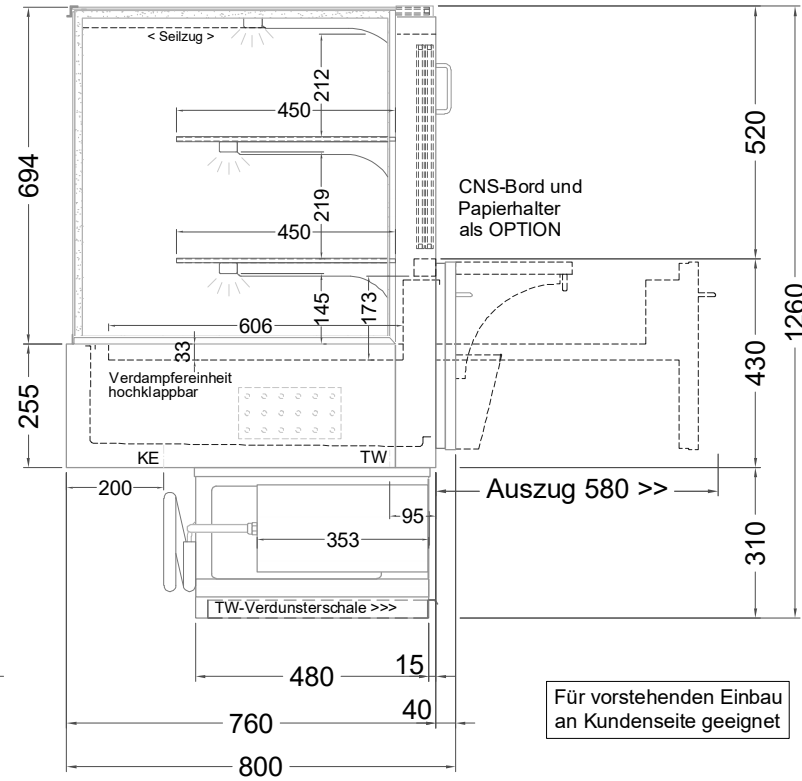 < Seilzug >
212
450
694
520
CNS-Bord und
Papierhalter
als OPTION
219
450
1260
145
173
606
33
430
Verdampfereinheit
hochklappbar
255
KE
TW
200
95
Auszug 580 >>
353
310
TW-Verdunsterschale >>>
480
15
Für vorstehenden Einbau
an Kundenseite geeignet
760
40
800